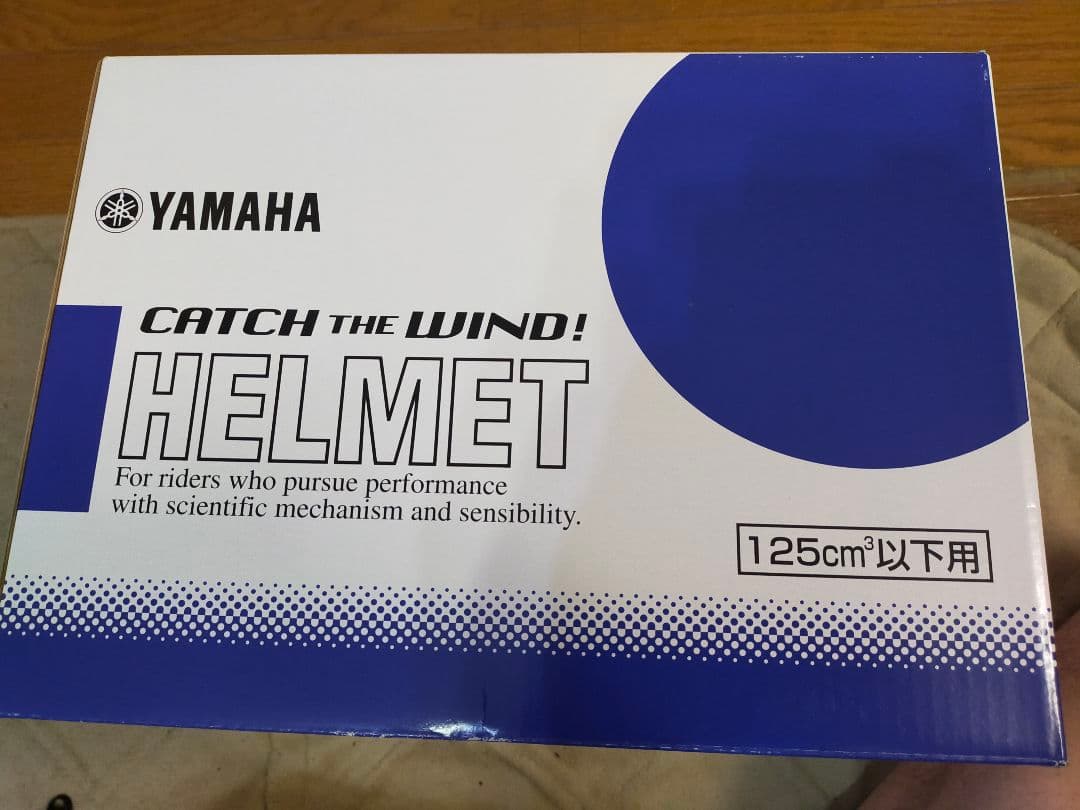 YAMAHA
CATCH THE WIND!
HELMET
For riders who pursue performance
with scientific mechanism and sensibility.
125cm³以下用